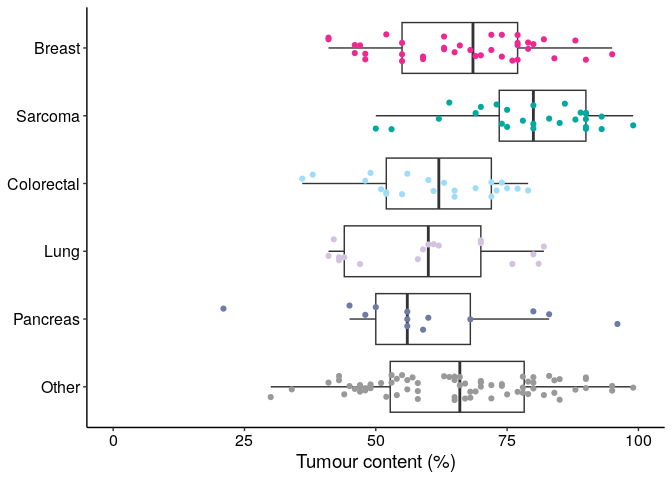 Breast
Sarcoma
Colorectal
Lung
Pancreas
Other
0 25 50 75 100
Tumour content (%)